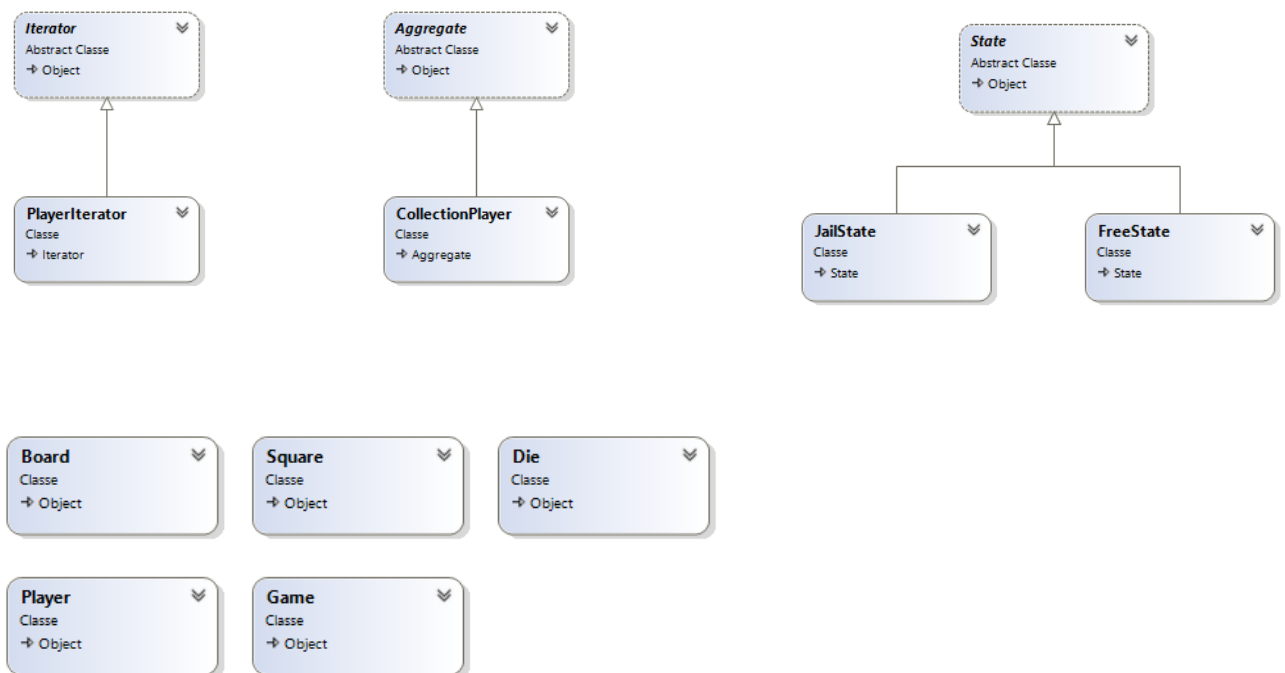 Iterator
Abstract Classe
Object
Aggregate
Abstract Classe
Object
State
Abstract Classe
Object
PlayerIterator
Classe
Iterator
CollectionPlayer
Classe
Aggregate
JailState
Classe
State
FreeState
Classe
State
Board
Classe
Object
Square
Classe
Object
Die
Classe
Object
Player
Classe
Object
Game
Classe
Object